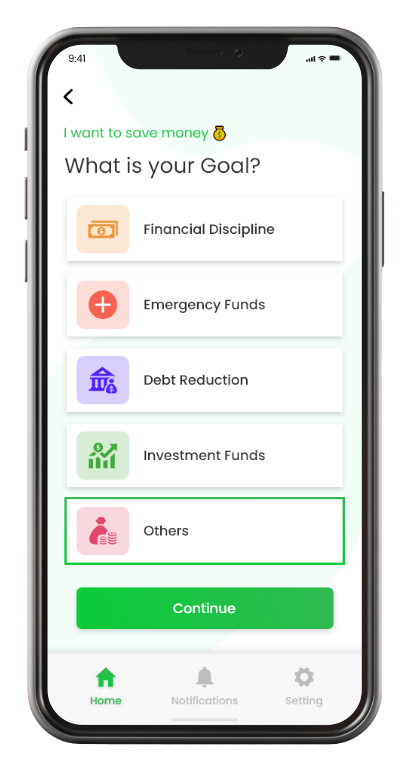 9:41
I want to save money
What is your Goal?
Financial Discipline
Emergency Funds
Debt Reduction
Investment Funds
Others
Continue
Home
Notifications
Setting